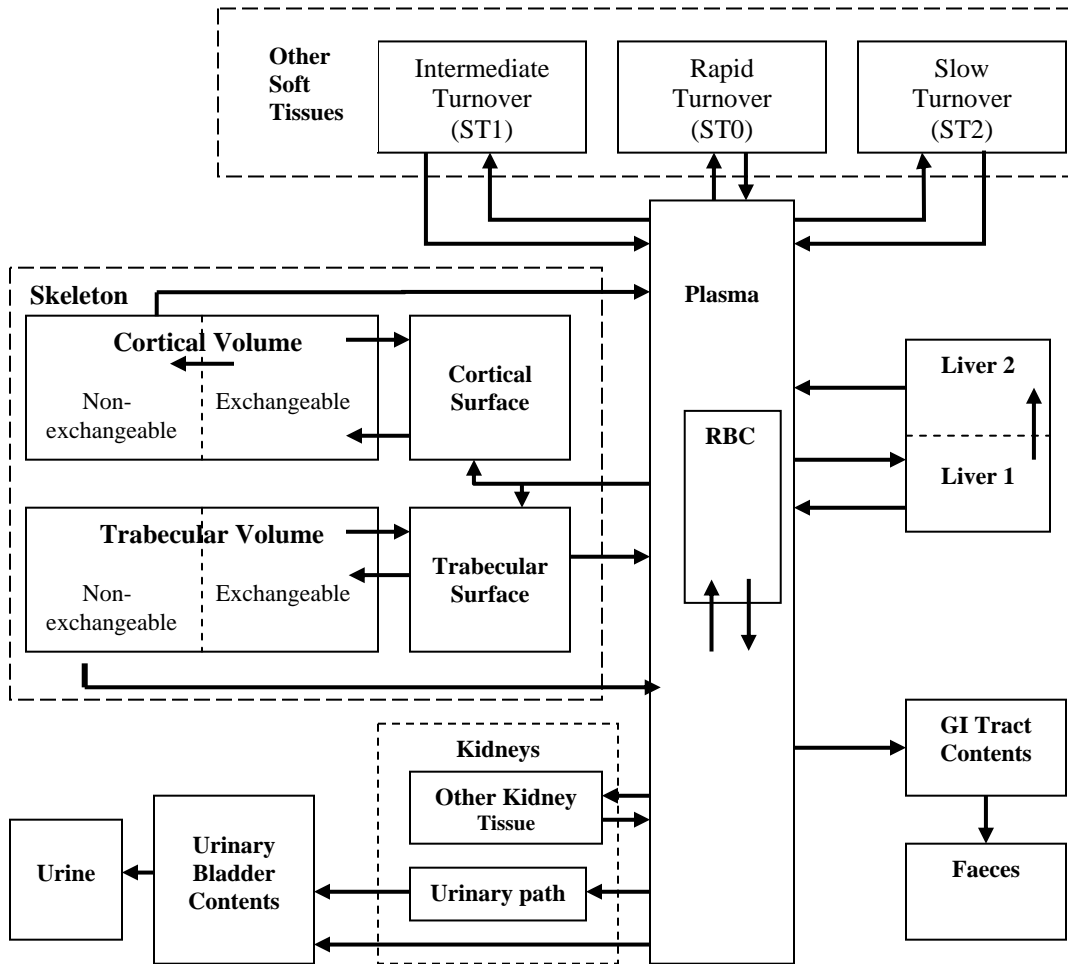 Other
Soft
Tissues
Intermediate
Turnover
(ST1)
Rapid
Turnover
(ST0)
Slow
Turnover
(ST2)
Plasma
Skeleton
Cortical Volume
Non-
exchangeable
Exchangeable
Cortical
Surface
RBC
Liver 2
Liver 1
Trabecular Volume
Non-
exchangeable
Exchangeable
Trabecular
Surface
GI Tract
Contents
Faeces
Kidneys
Other Kidney
Tissue
Urinary path
Urinary
Bladder
Contents
Urine